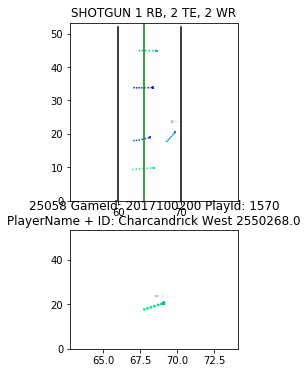 SHOTGUN 1 RB, 2 TE, 2 WR
50
40
30
20
10
0
60 70
25058 GameId: 2017100200 PlayId: 1570
PlayerName + ID: Charcandrick West 2550268.0
40
20
0
65.0 67.5 70.0 72.5